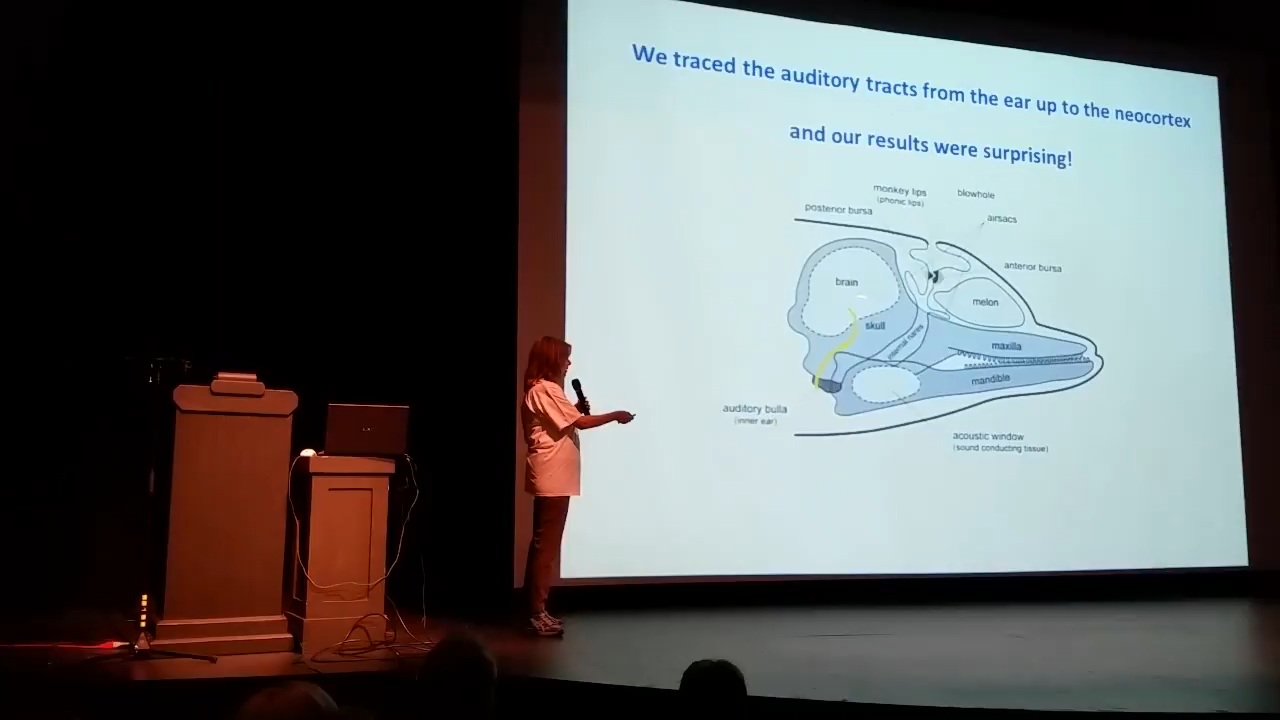 We traced the auditory tracts from the ear up to the neocortex
and our results were surprising!
monkey lips
(phonic lips)
blowhole
posterior bursa
airsacs
anterior bursa
brain
melon
skull
internal nares
maxilla
mandible
auditory bulla
(inner ear)
acoustic window
(sound conducting tissue)